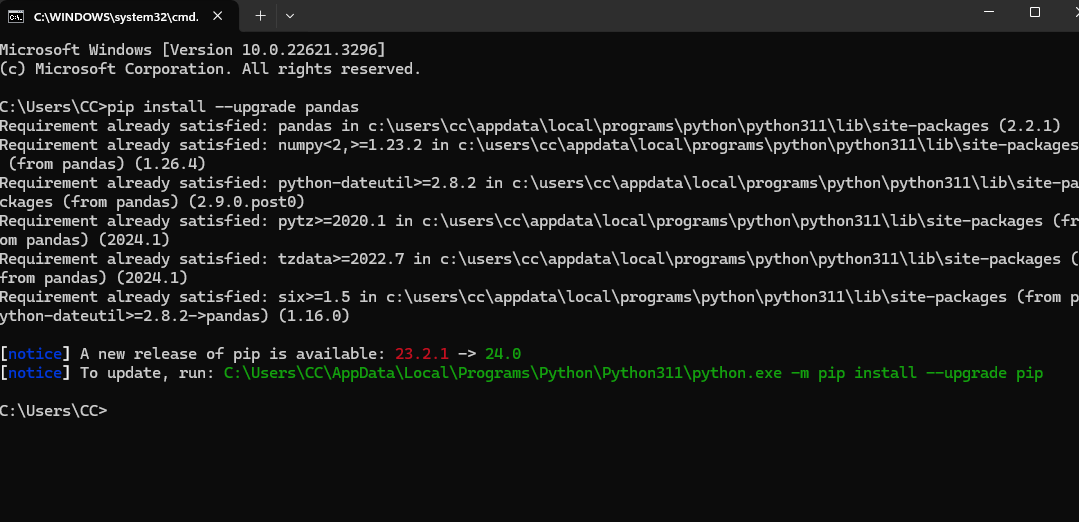 C:\WINDOWS\system32\cmd.
Microsoft Windows [Version 10.0.22621.3296]
(c) Microsoft Corporation. All rights reserved.
C:\Users\CC>pip install --upgrade pandas
Requirement already satisfied: pandas in c:\users\cc\appdata\local\programs\python\python311\lib\site-packages (2.2.1)
Requirement already satisfied: numpy<2,>=1.23.2 in c:\users\cc\appdata\local\programs\python\python311\lib\site-packages
(from pandas) (1.26.4)
Requirement already satisfied: python-dateutil>=2.8.2 in c:\users\cc\appdata\local\programs\python\python311\lib\site-pa
ckages (from pandas) (2.9.0.post0)
Requirement already satisfied: pytz>=2020.1 in c:\users\cc\appdata\local\programs\python\python311\lib\site-packages (fr
om pandas) (2024.1)
Requirement already satisfied: tzdata>=2022.7 in c:\users\cc\appdata\local\programs\python\python311\lib\site-packages (
from pandas) (2024.1)
Requirement already satisfied: six>=1.5 in c:\users\cc\appdata\local\programs\python\python311\lib\site-packages (from p
ython-dateutil>=2.8.2->pandas) (1.16.0)
[notice] A new release of pip is available: 23.2.1 -> 24.0
[notice] To update, run: C:\Users\CC\AppData\Local\Programs\Python\Python311\python.exe -m pip install --upgrade pip
C:\Users\CC>